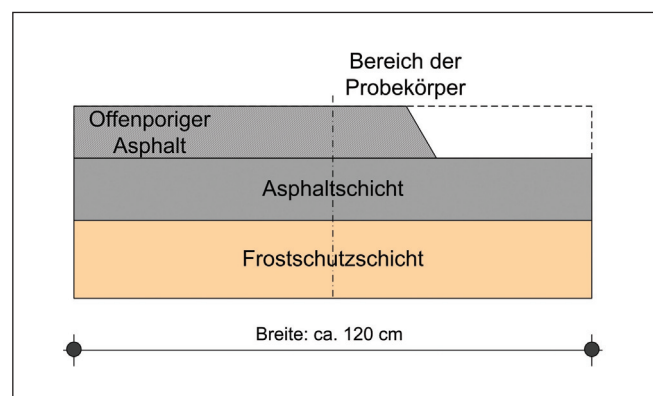 Bereich der
Probekörper
Offenporiger
Asphalt
Asphaltschicht
Frostschutzschicht
Breite: ca. 120 cm